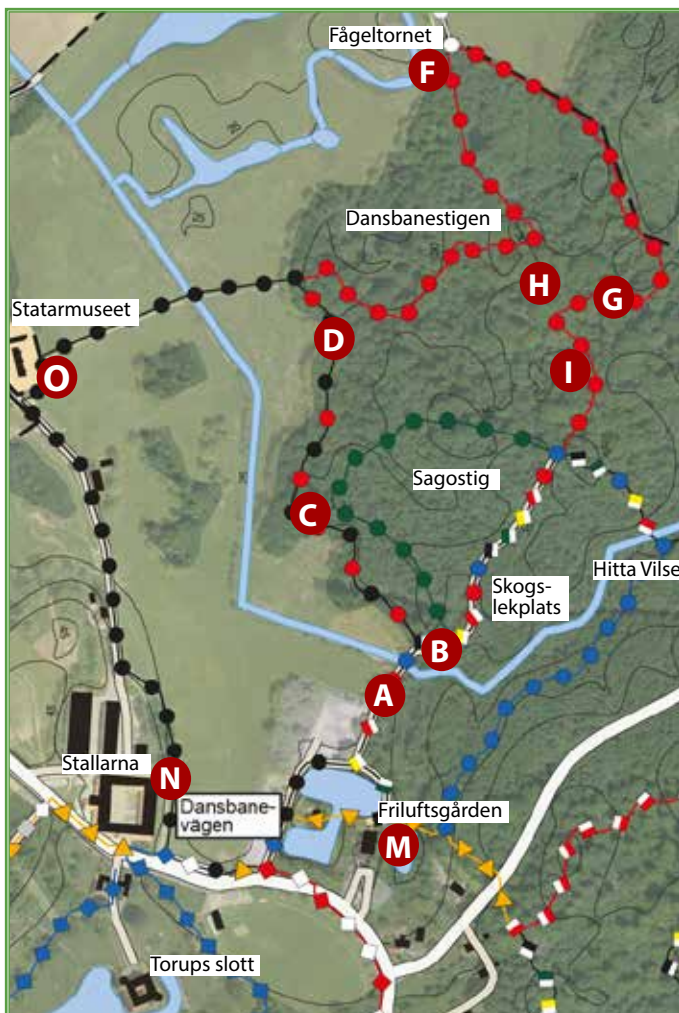 Fågeltornet
F
Dansbanestigen
H
G
Statarmuseet
D
I
O
Sagostig
C
Hitta Vilse
Skogs-
lekplats
B
A
Stallarna
N
Dansbane-
vägen
Friluftsgården
M
Torups slott